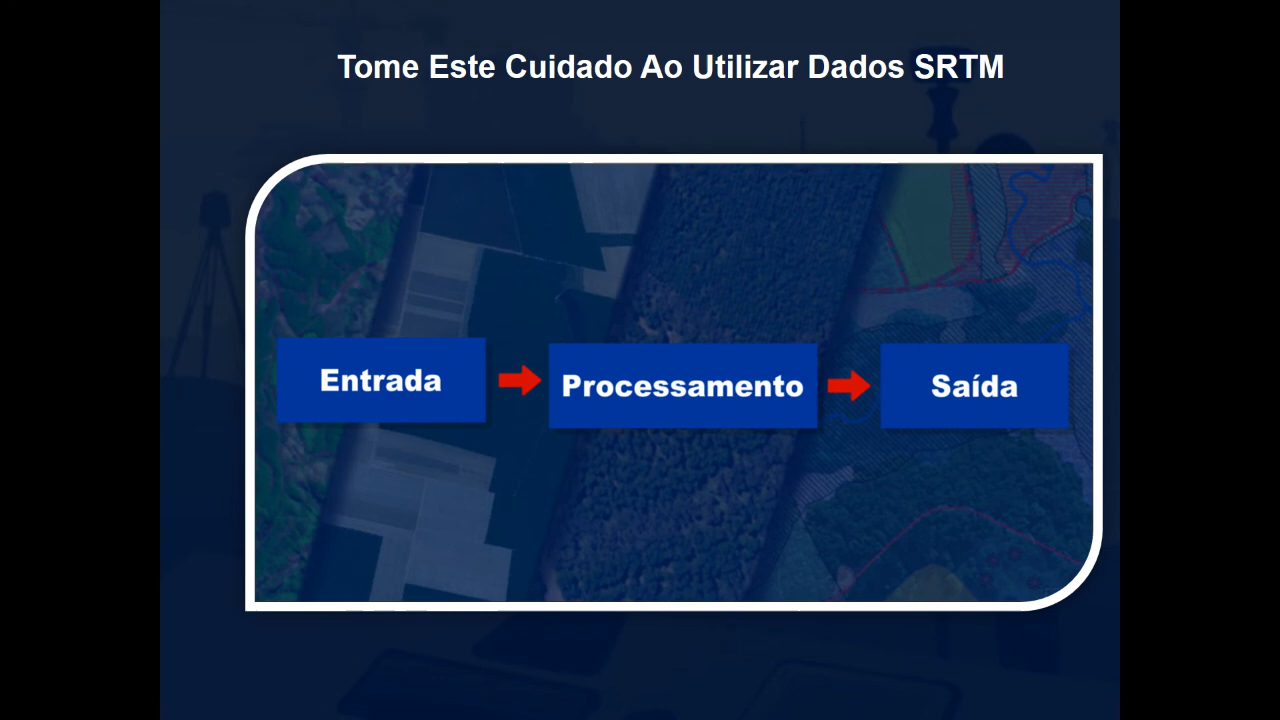 Tome Este Cuidado Ao Utilizar Dados SRTM
Entrada
Processamento
Saída